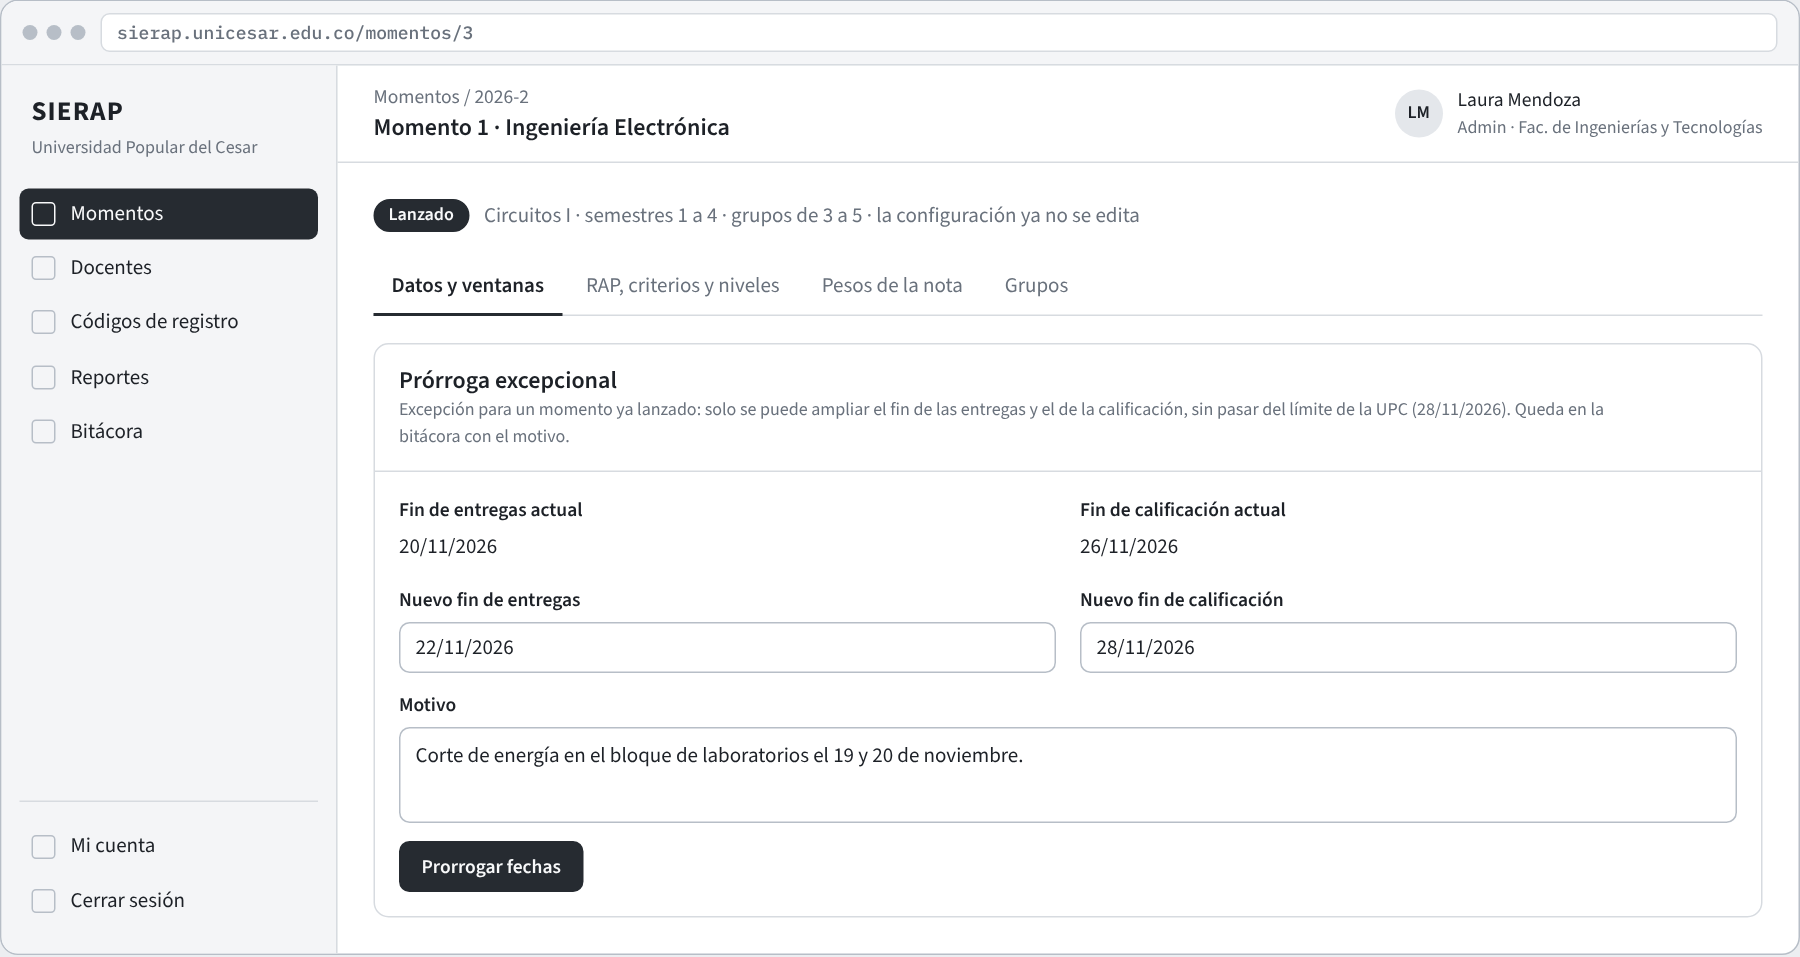 sierap.unicesar.edu.co/momentos/3
SIERAP
Universidad Popular del Cesar
Momentos
Docentes
Códigos de registro
Reportes
Bitácora
Mi cuenta
Cerrar sesión
Momentos / 2026-2
Momento 1 · Ingeniería Electrónica
LM
Laura Mendoza
Admin · Fac. de Ingenierías y Tecnologías
Lanzado
Circuitos I · semestres 1 a 4 · grupos de 3 a 5 · la configuración ya no se edita
Datos y ventanas
RAP, criterios y niveles
Pesos de la nota
Grupos
Prórroga excepcional
Excepción para un momento ya lanzado: solo se puede ampliar el fin de las entregas y el de la calificación, sin pasar del límite de la UPC (28/11/2026). Queda en la
bitácora con el motivo.
Fin de entregas actual
20/11/2026
Fin de calificación actual
26/11/2026
Nuevo fin de entregas
22/11/2026
Nuevo fin de calificación
28/11/2026
Motivo
Corte de energía en el bloque de laboratorios el 19 y 20 de noviembre.
Prorrogar fechas